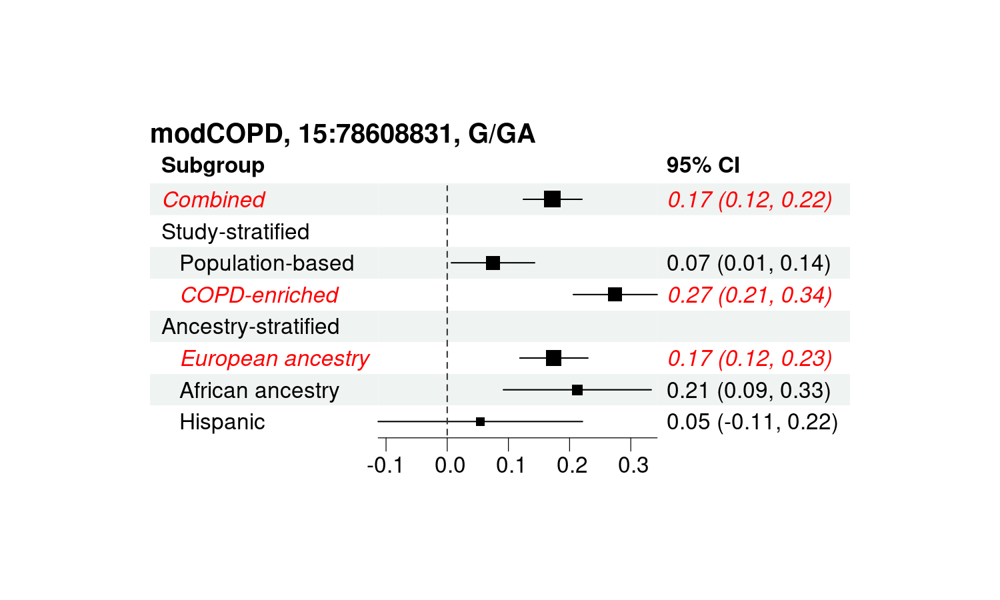 modCOPD, 15:78608831, G/GA
Subgroup 95% CI
Combined 0.17 (0.12, 0.22)
Study-stratified
Population-based 0.07 (0.01, 0.14)
COPD-enriched 0.27 (0.21, 0.34)
Ancestry-stratified
European ancestry 0.17 (0.12, 0.23)
African ancestry 0.21 (0.09, 0.33)
Hispanic 0.05 (-0.11, 0.22)
-0.1 0.0 0.1 0.2 0.3